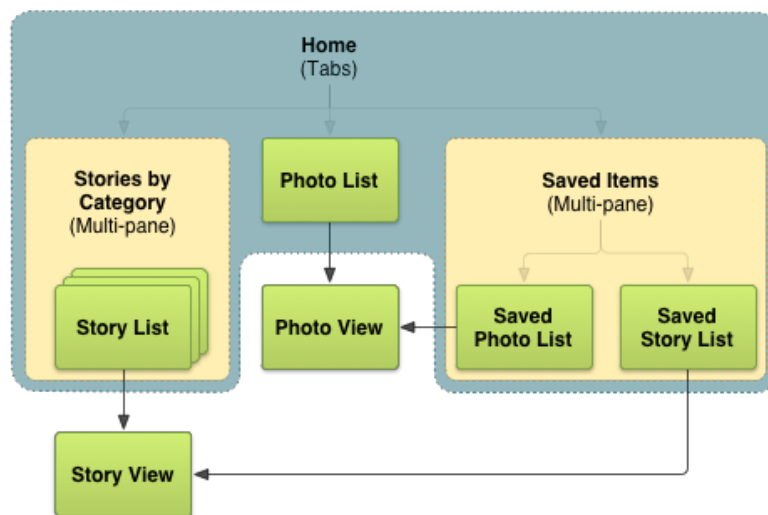 Home
(Tabs)
Stories by
Category
(Multi-pane)
Photo List
Saved Items
(Multi-pane)
Story List
Photo View
Saved
Photo List
Saved
Story List
Story View